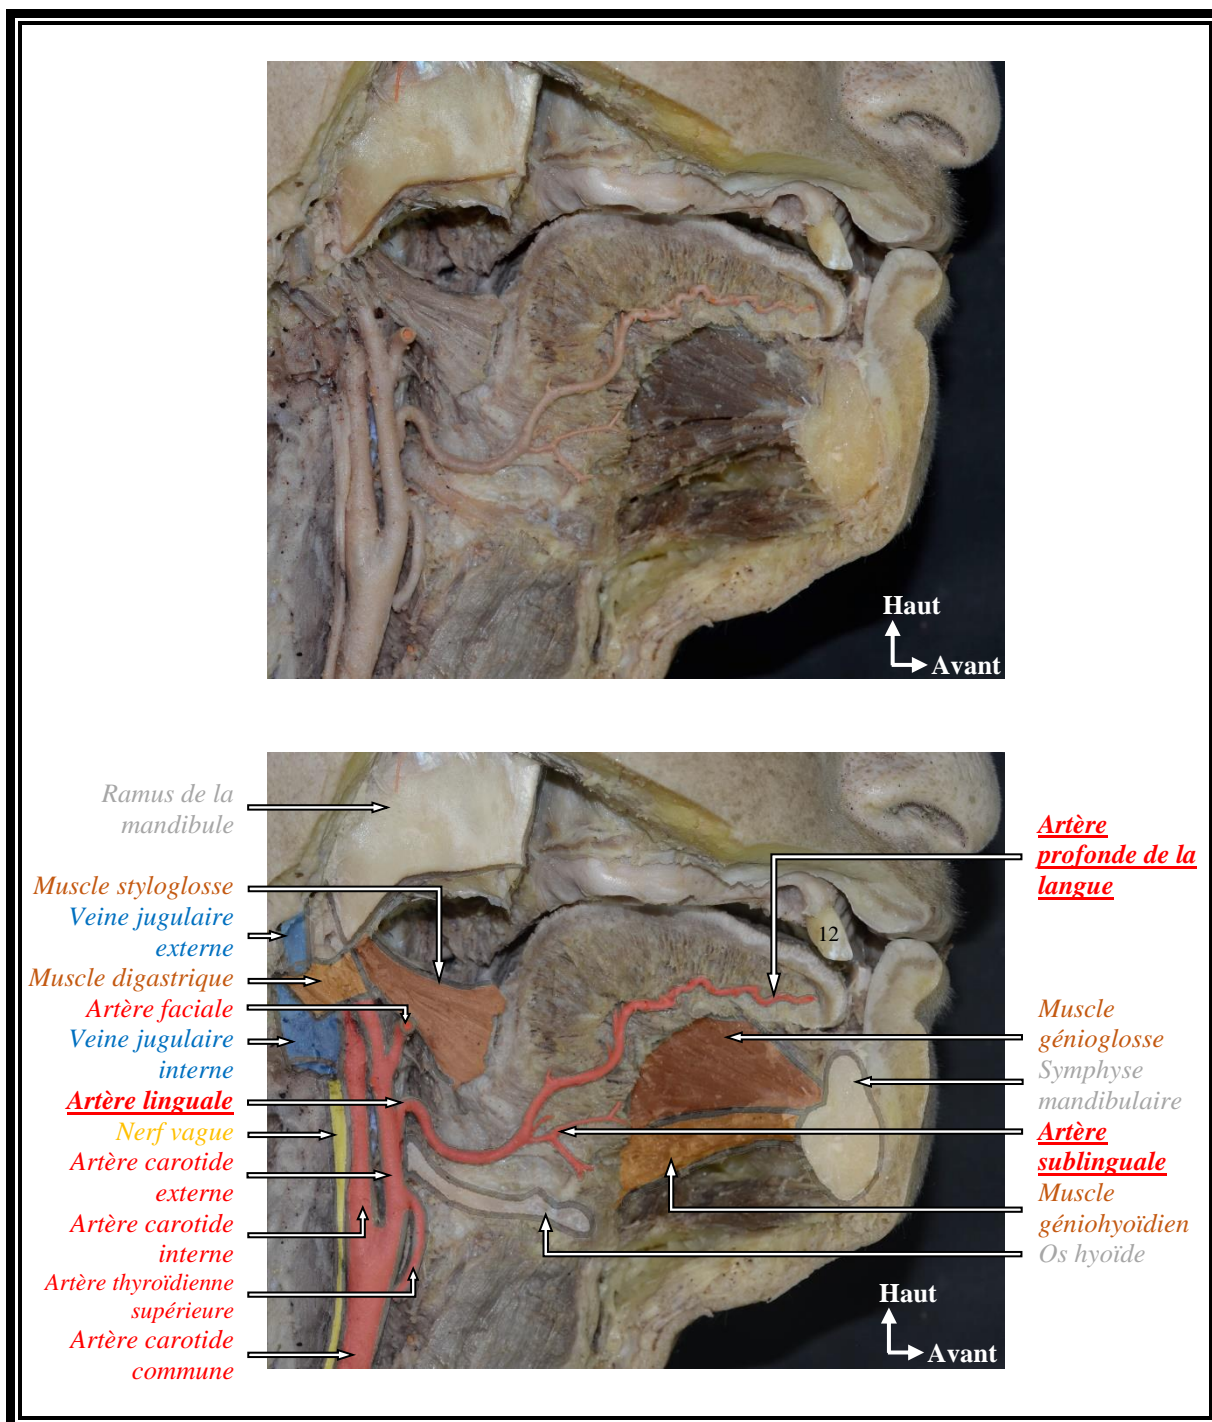 Haut
Avant
Ramus de la
mandibule
Muscle styloglosse
Veine jugulaire
externe
Muscle digastrique
Artère faciale
Veine jugulaire
interne
Artère linguale
Nerf vague
Artère carotide
externe
Artère carotide
interne
Artère thyroïdienne
supérieure
Artère carotide
commune
12
Artère
profonde de la
langue
Muscle
génioglosse
Symphyse
mandibulaire
Artère
sublinguale
Muscle
géniohyoïdien
Os hyoïde
Haut
Avant